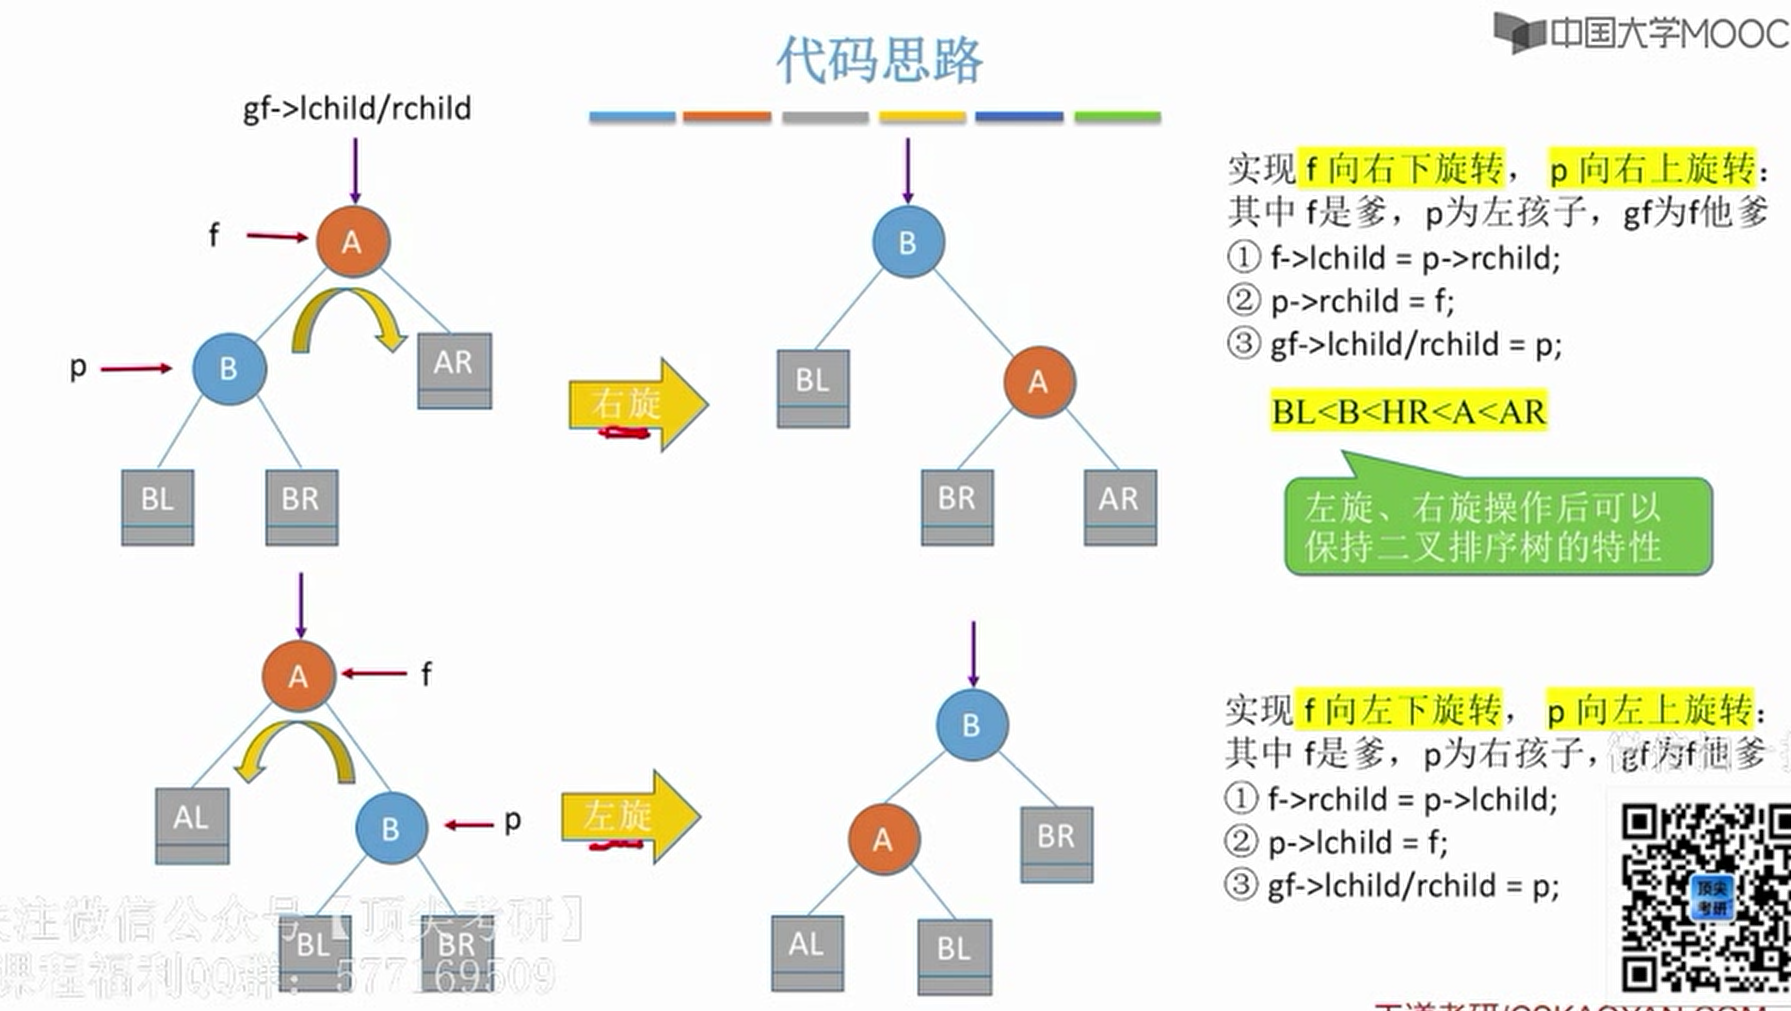 中国大学MOOC
代码思路
gf->lchild/rchild
f
A
p
B
AR
BL
BR
右旋
B
BL
A
BR
AR
实现 f 向右下旋转， p 向右上旋转：
其中 f是爹，p为左孩子，gf为f他爹
① f->lchild = p->rchild;
② p->rchild = f;
③ gf->lchild/rchild = p;
BL<B<HR<A<AR
左旋、右旋操作后可以
保持二叉排序树的特性
A
f
AL
B
p
BL
BR
左旋
B
A
BR
AL
BL
实现 f 向左下旋转， p 向左上旋转：
其中 f是爹，p为右孩子，gf为f他爹
① f->rchild = p->lchild;
② p->lchild = f;
③ gf->lchild/rchild = p;
顶尖
考研
注微信公众号【顶尖考研】
课程福利QQ群：577169509